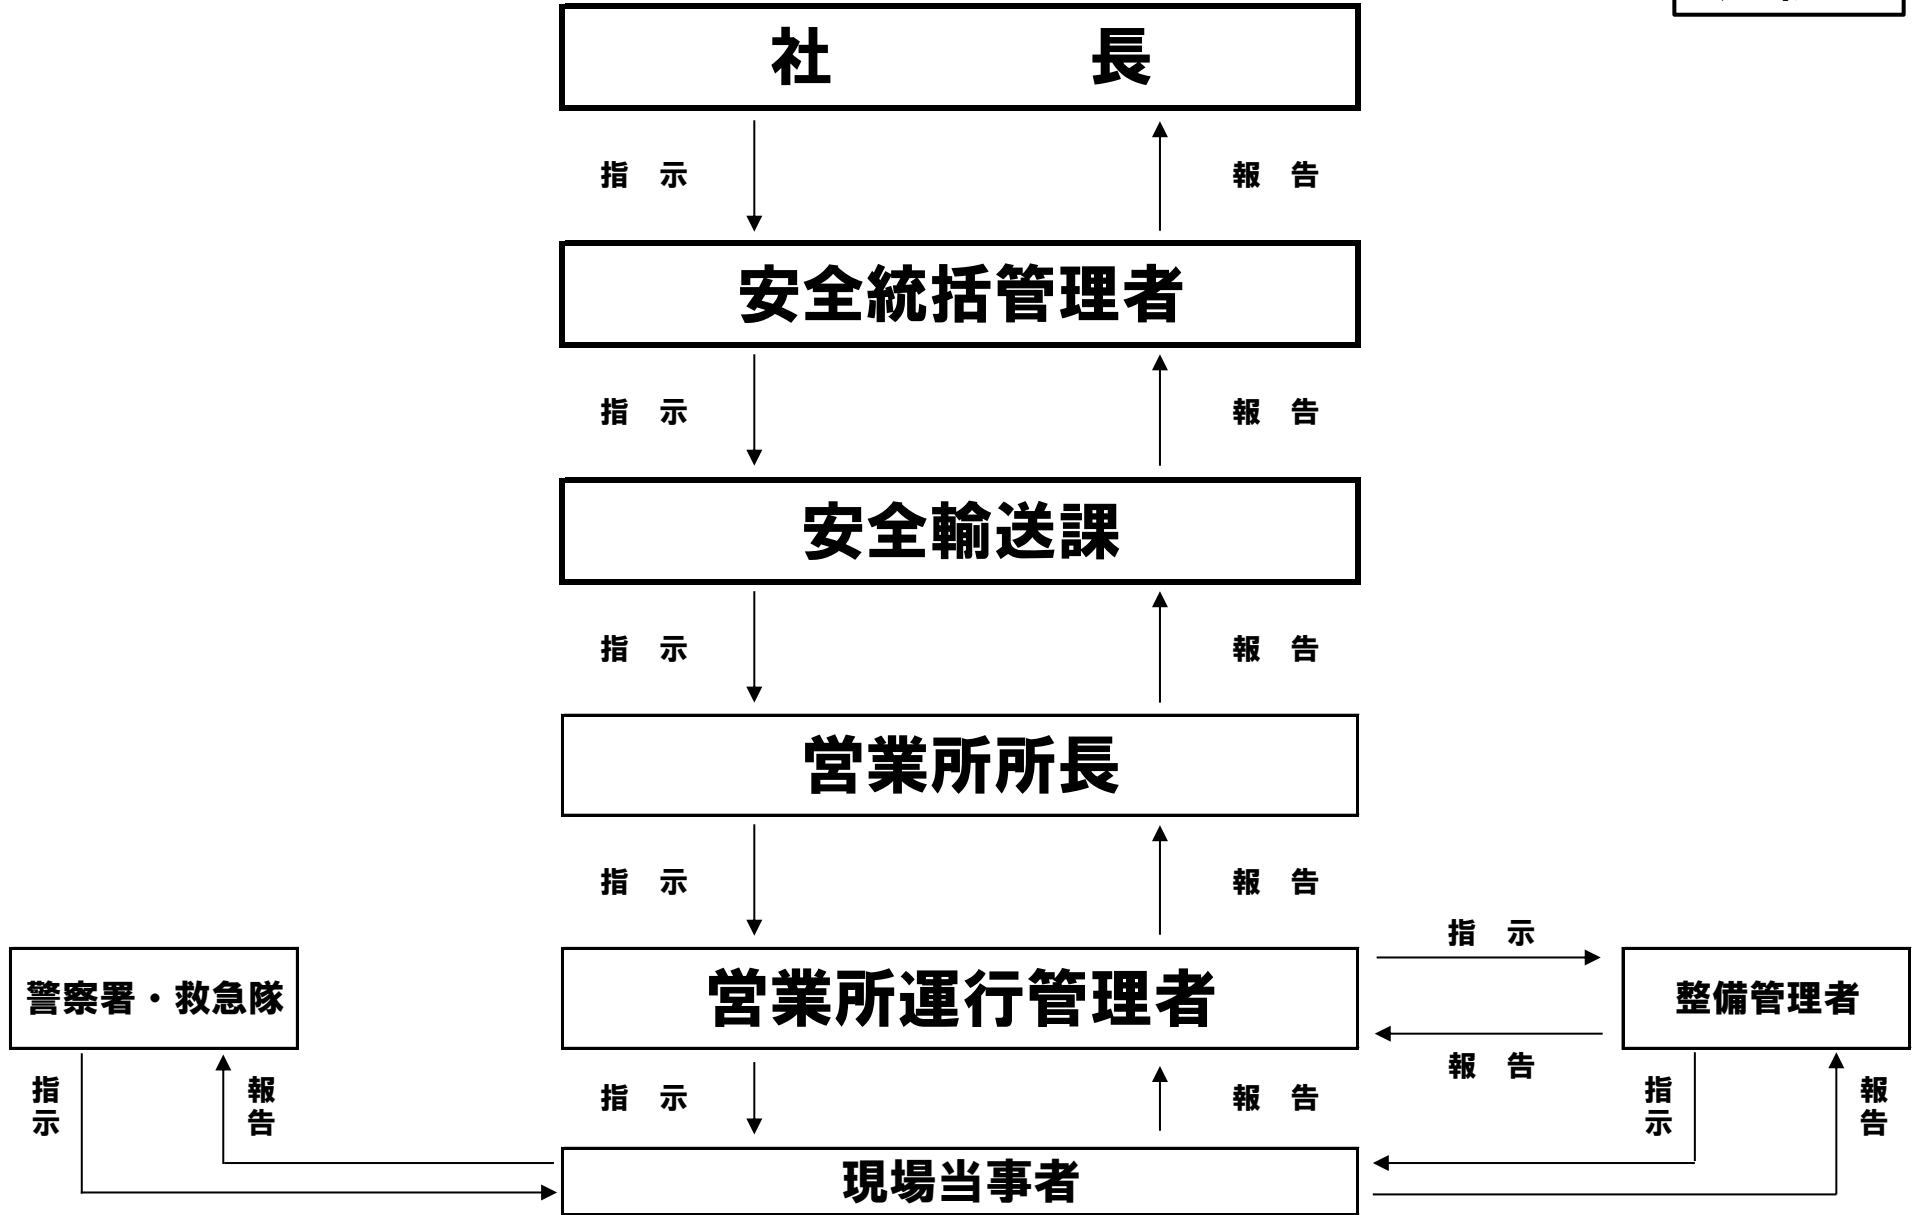 社　　　　長
指　示
報　告
安全統括管理者
指　示
報　告
安全輸送課
指　示
報　告
営業所所長
指　示
報　告
指　示
警察署・救急隊
営業所運行管理者
整備管理者
報　告
指示
報告
指　示
報　告
指示
報告
現場当事者